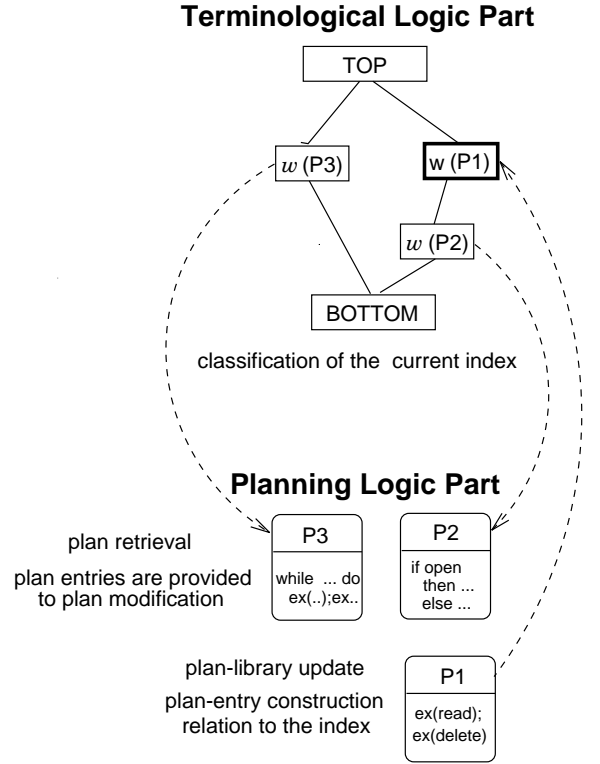 Terminological Logic Part
TOP
w (P3)
w (P1)
w (P2)
BOTTOM
classification of the current index
Planning Logic Part
plan retrieval
plan entries are provided
to plan modification
P3
while ... do
ex(..);ex..
P2
if open
then ...
else ...
plan-library update
plan-entry construction
relation to the index
P1
ex(read);
ex(delete)